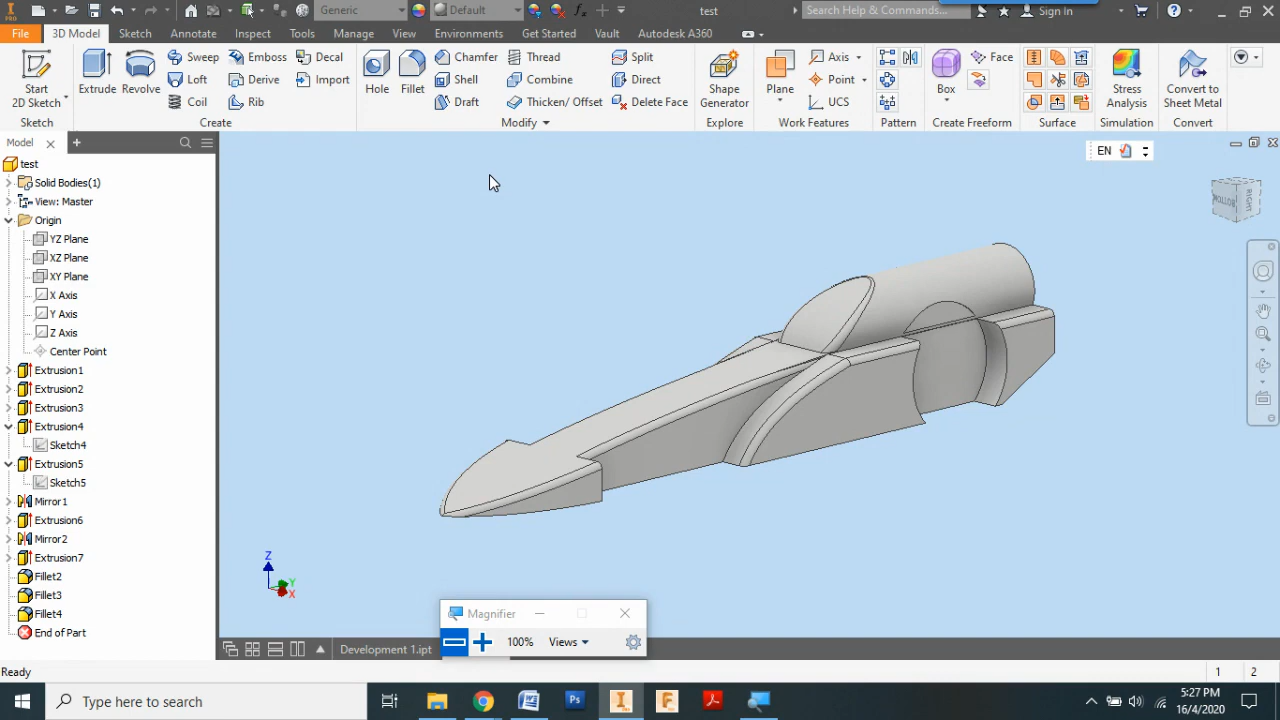 PRO
Generic
Default
test
Search Help & Commands...
Sign In
File
3D Model
Sketch
Annotate
Inspect
Tools
Manage
View
Environments
Get Started
Vault
Autodesk A360
Start
2D Sketch
Sketch
Extrude
Revolve
Sweep
Loft
Coil
Emboss
Derive
Rib
Decal
Import
Create
Hole
Fillet
Chamfer
Shell
Draft
Thread
Combine
Thicken/ Offset
Split
Direct
Delete Face
Modify
Shape
Generator
Explore
Plane
Axis
Point
UCS
Work Features
Pattern
Box
Face
Create Freeform
Surface
Stress
Analysis
Simulation
Convert to
Sheet Metal
Convert
Model
test
Solid Bodies(1)
View: Master
Origin
YZ Plane
XZ Plane
XY Plane
X Axis
Y Axis
Z Axis
Center Point
Extrusion1
Extrusion2
Extrusion3
Extrusion4
Sketch4
Extrusion5
Sketch5
Mirror1
Extrusion6
Mirror2
Extrusion7
Fillet2
Fillet3
Fillet4
End of Part
EN
BOTTOM
RIGHT
Z
Y
X
Magnifier
100%
Views
Development 1.ipt
Ready
1
2
Type here to search
5:27 PM
16/4/2020